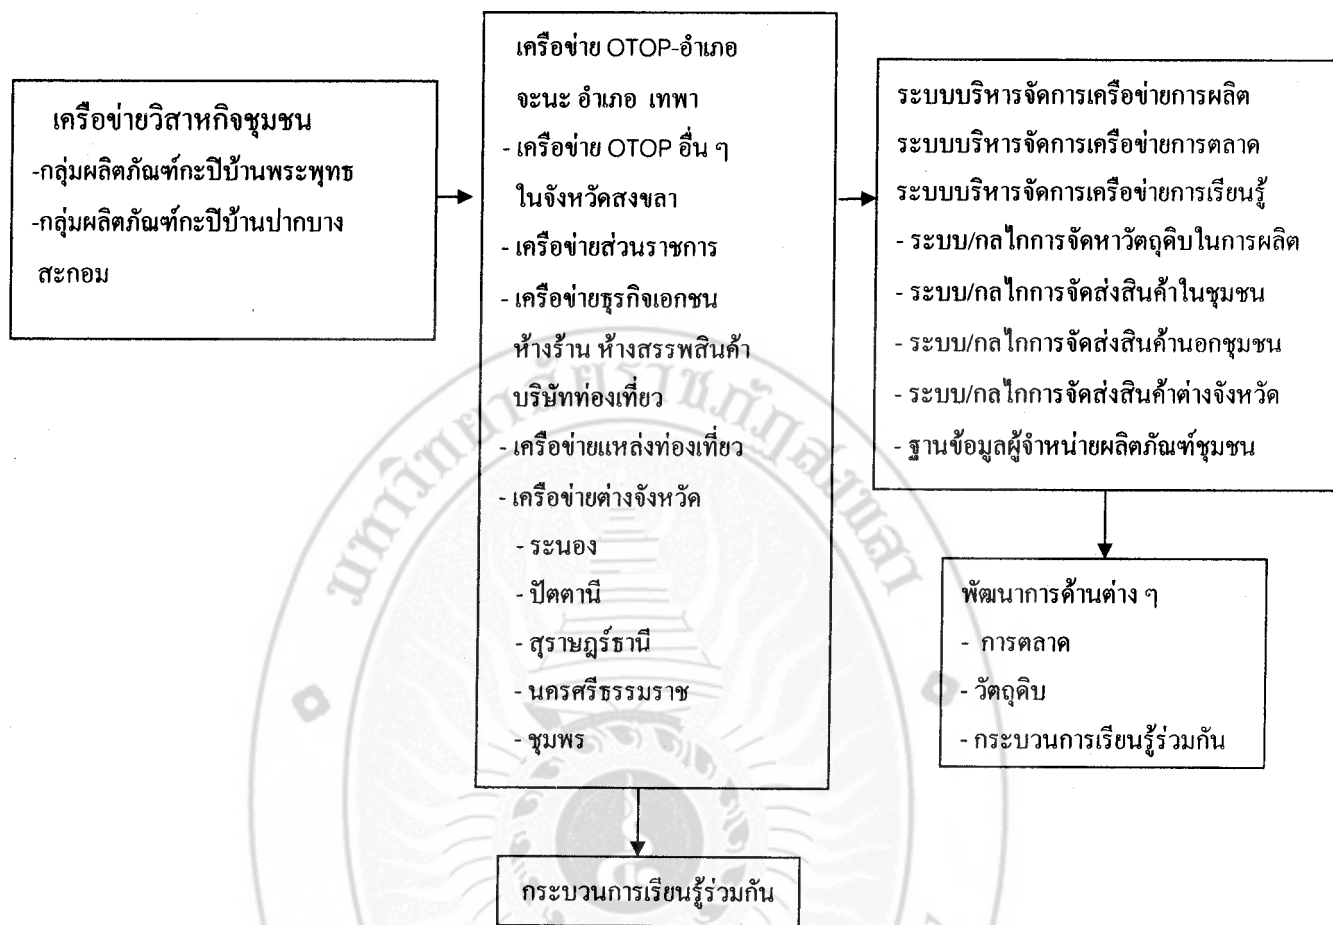 เครือข่ายวิสาหกิจชุมชน
-กลุ่มผลิตภัณฑ์กะปิบ้านพระพุทธ
-กลุ่มผลิตภัณฑ์กะปิบ้านปากบาง
สะกอม
เครือข่าย OTOP-อำเภอ
จะนะ อำเภอ เทพา
- เครือข่าย OTOP อื่น ๆ
ในจังหวัดสงขลา
- เครือข่ายส่วนราชการ
- เครือข่ายธุรกิจเอกชน
ห้างร้าน ห้างสรรพสินค้า
บริษัทท่องเที่ยว
- เครือข่ายแหล่งท่องเที่ยว
- เครือข่ายต่างจังหวัด
- ระนอง
- ปัตตานี
- สุราษฎร์ธานี
- นครศรีธรรมราช
- ชุมพร
ระบบบริหารจัดการเครือข่ายการผลิต
ระบบบริหารจัดการเครือข่ายการตลาด
ระบบบริหารจัดการเครือข่ายการเรียนรู้
- ระบบ/กลไกการจัดหาวัตถุดิบในการผลิต
- ระบบ/กลไกการจัดส่งสินค้าในชุมชน
- ระบบ/กลไกการจัดส่งสินค้านอกชุมชน
- ระบบ/กลไกการจัดส่งสินค้าต่างจังหวัด
- ฐานข้อมูลผู้จำหน่ายผลิตภัณฑ์ชุมชน
พัฒนาการด้านต่าง ๆ
- การตลาด
- วัตถุดิบ
- กระบวนการเรียนรู้ร่วมกัน
กระบวนการเรียนรู้ร่วมกัน
มหาวิทยาลัยราชภัฏสงขลา